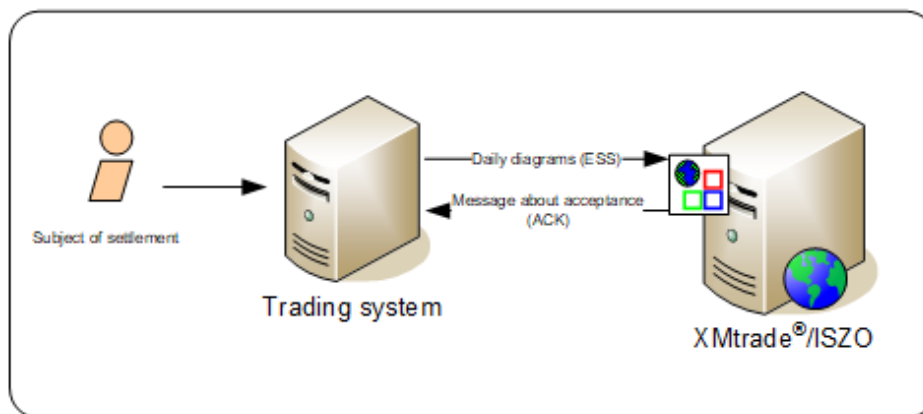 Daily diagrams (ESS)
Message about acceptance
(ACK)
Subject of settlement
Trading system
XMtrade®/ISZO